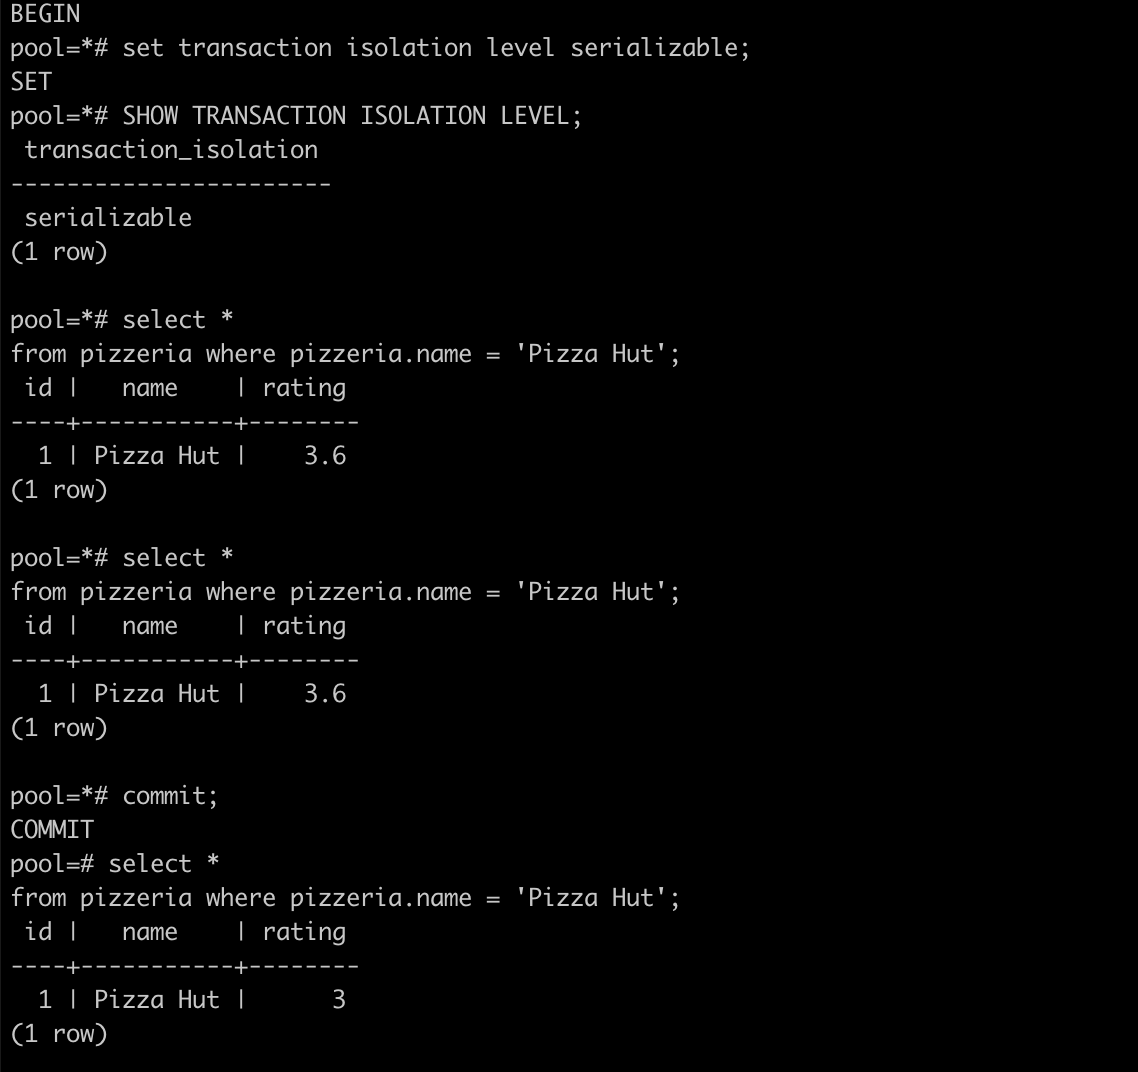 BEGIN
pool=*# set transaction isolation level serializable;
SET
pool=*# SHOW TRANSACTION ISOLATION LEVEL;
 transaction_isolation
-----------------------
 serializable
(1 row)

pool=*# select *
from pizzeria where pizzeria.name = 'Pizza Hut';
 id |   name    | rating
----+-----------+--------
  1 | Pizza Hut |    3.6
(1 row)

pool=*# select *
from pizzeria where pizzeria.name = 'Pizza Hut';
 id |   name    | rating
----+-----------+--------
  1 | Pizza Hut |    3.6
(1 row)

pool=*# commit;
COMMIT
pool=# select *
from pizzeria where pizzeria.name = 'Pizza Hut';
 id |   name    | rating
----+-----------+--------
  1 | Pizza Hut |      3
(1 row)